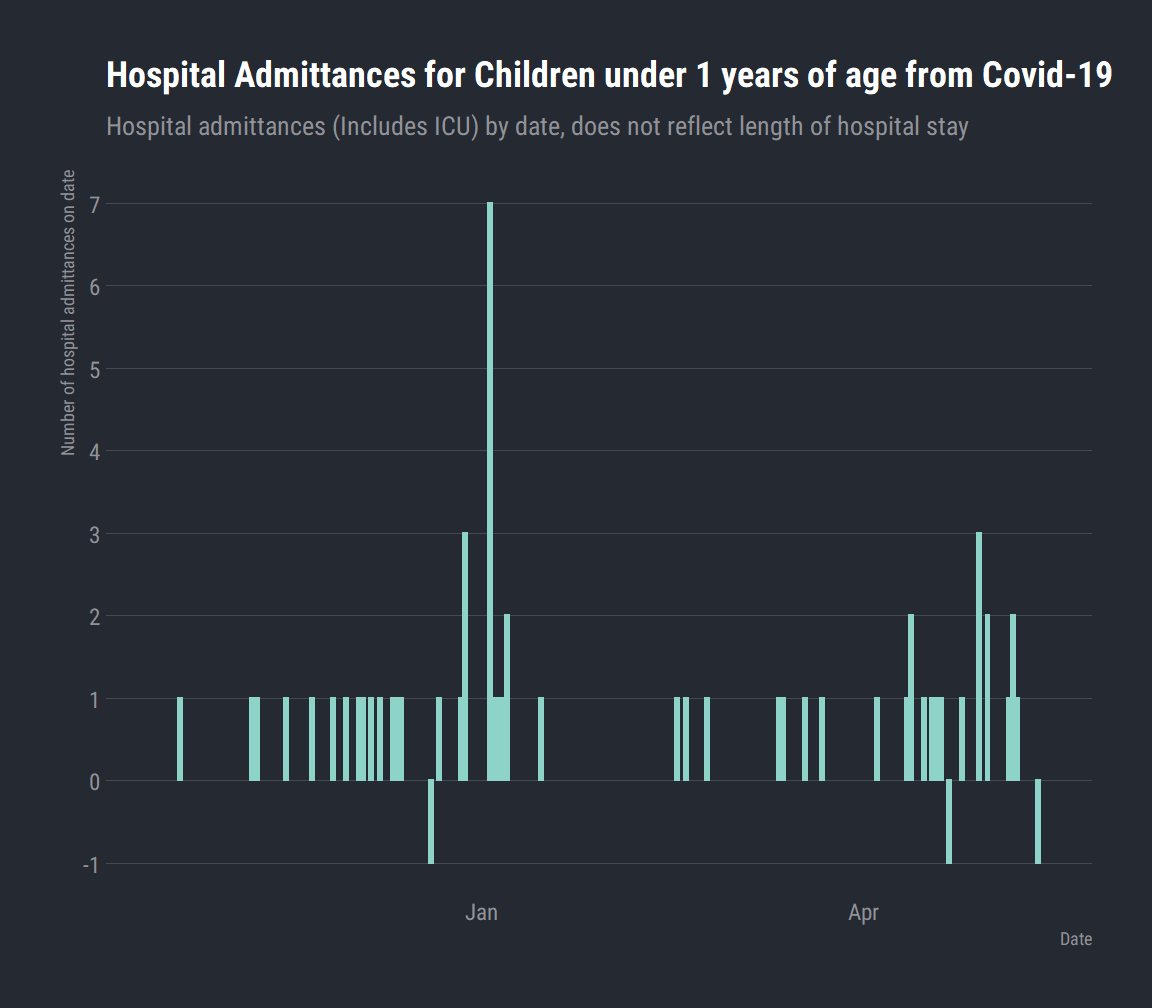 Hospital Admittances for Children under 1 years of age from Covid-19
Hospital admittances (Includes ICU) by date, does not reflect length of hospital stay
Number of hospital admittances on date
7
6
5
4
3
2
1
0
-1
Jan
Apr
Date